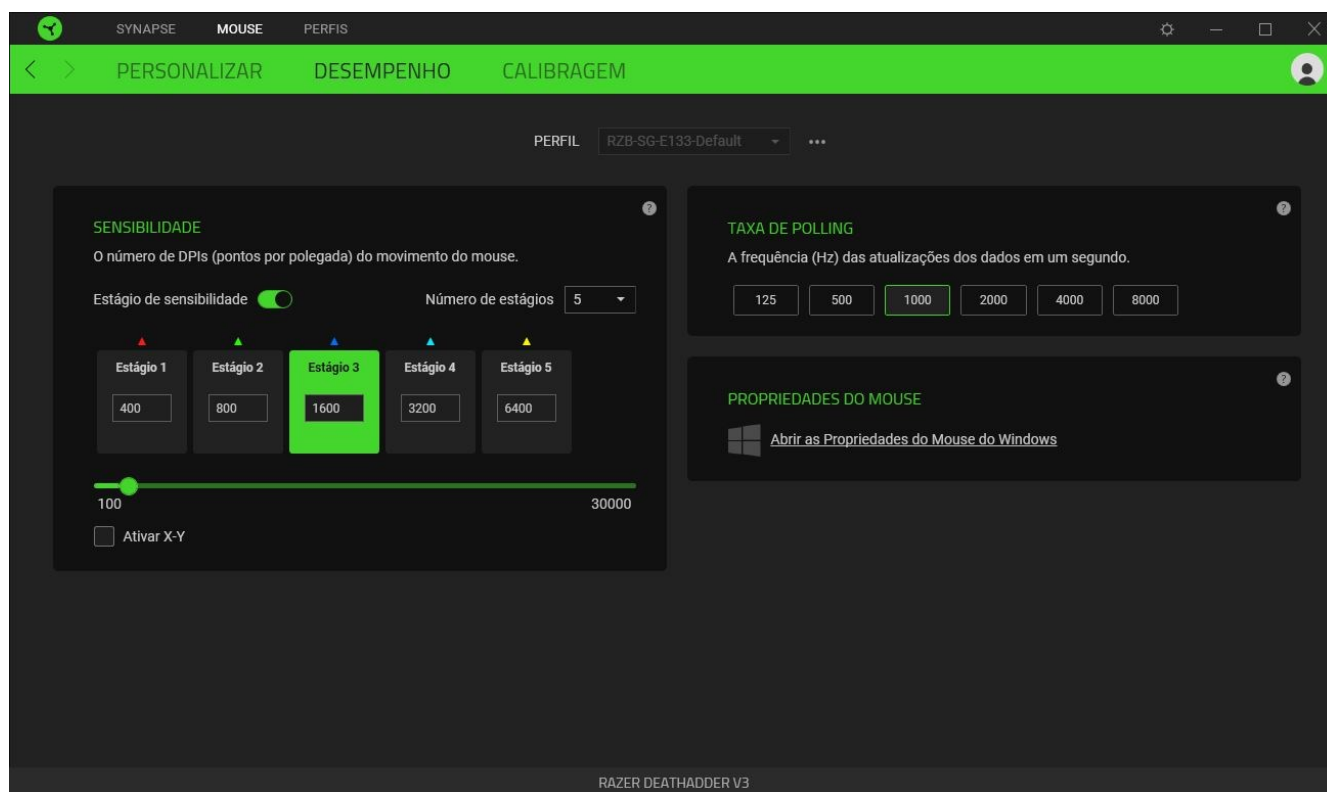 SYNAPSE MOUSE PERFIS
PERSONALIZAR DESEMPENHO CALIBRAGEM
PERFIL RZB-SG-E133-Default
SENSIBILIDADE
O número de DPIs (pontos por polegada) do movimento do mouse.
Estágio de sensibilidade Número de estágios 5
Estágio 1 Estágio 2 Estágio 3 Estágio 4 Estágio 5
400 800 1600 3200 6400
100 30000
Ativar X-Y
TAXA DE POLLING
A frequência (Hz) das atualizações dos dados em um segundo.
125 500 1000 2000 4000 8000
PROPRIEDADES DO MOUSE
Abrir as Propriedades do Mouse do Windows
RAZER DEATHADDER V3